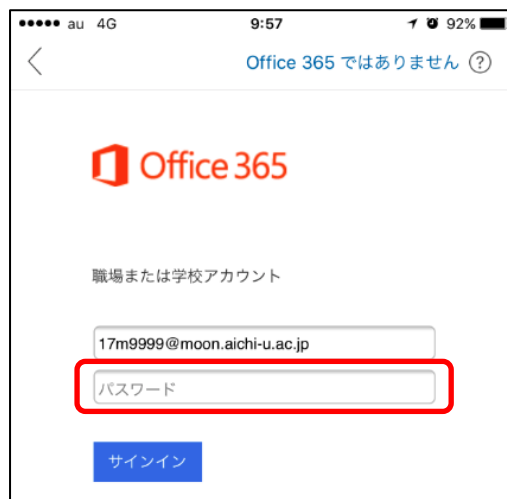 au 4G 9:57 92%
Office 365 ではありません ?
Office 365
職場または学校アカウント
17m9999@moon.aichi-u.ac.jp
パスワード
サインイン